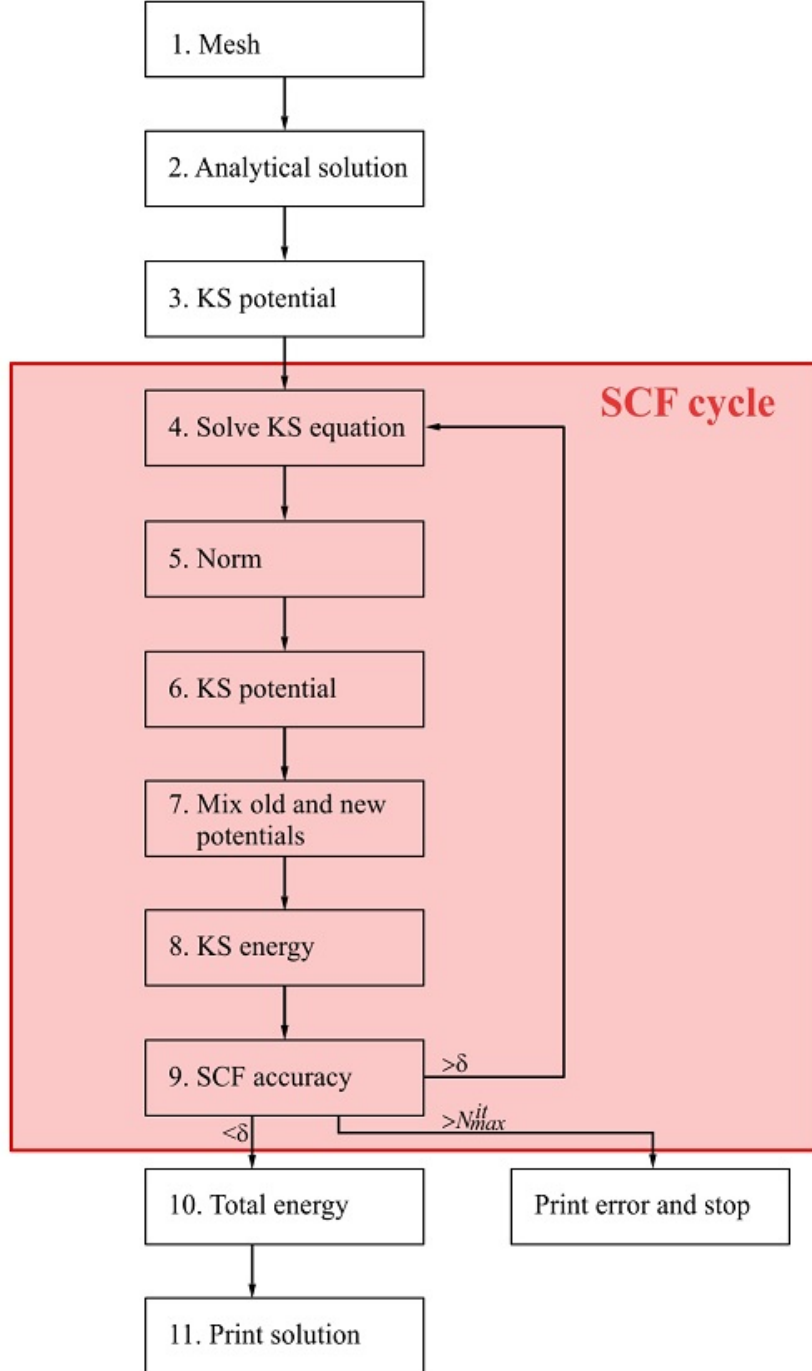 1. Mesh
2. Analytical solution
3. KS potential
SCF cycle
4. Solve KS equation
5. Norm
6. KS potential
7. Mix old and new
potentials
8. KS energy
9. SCF accuracy
>δ
<δ
>N^{it}_{max}
10. Total energy
Print error and stop
11. Print solution